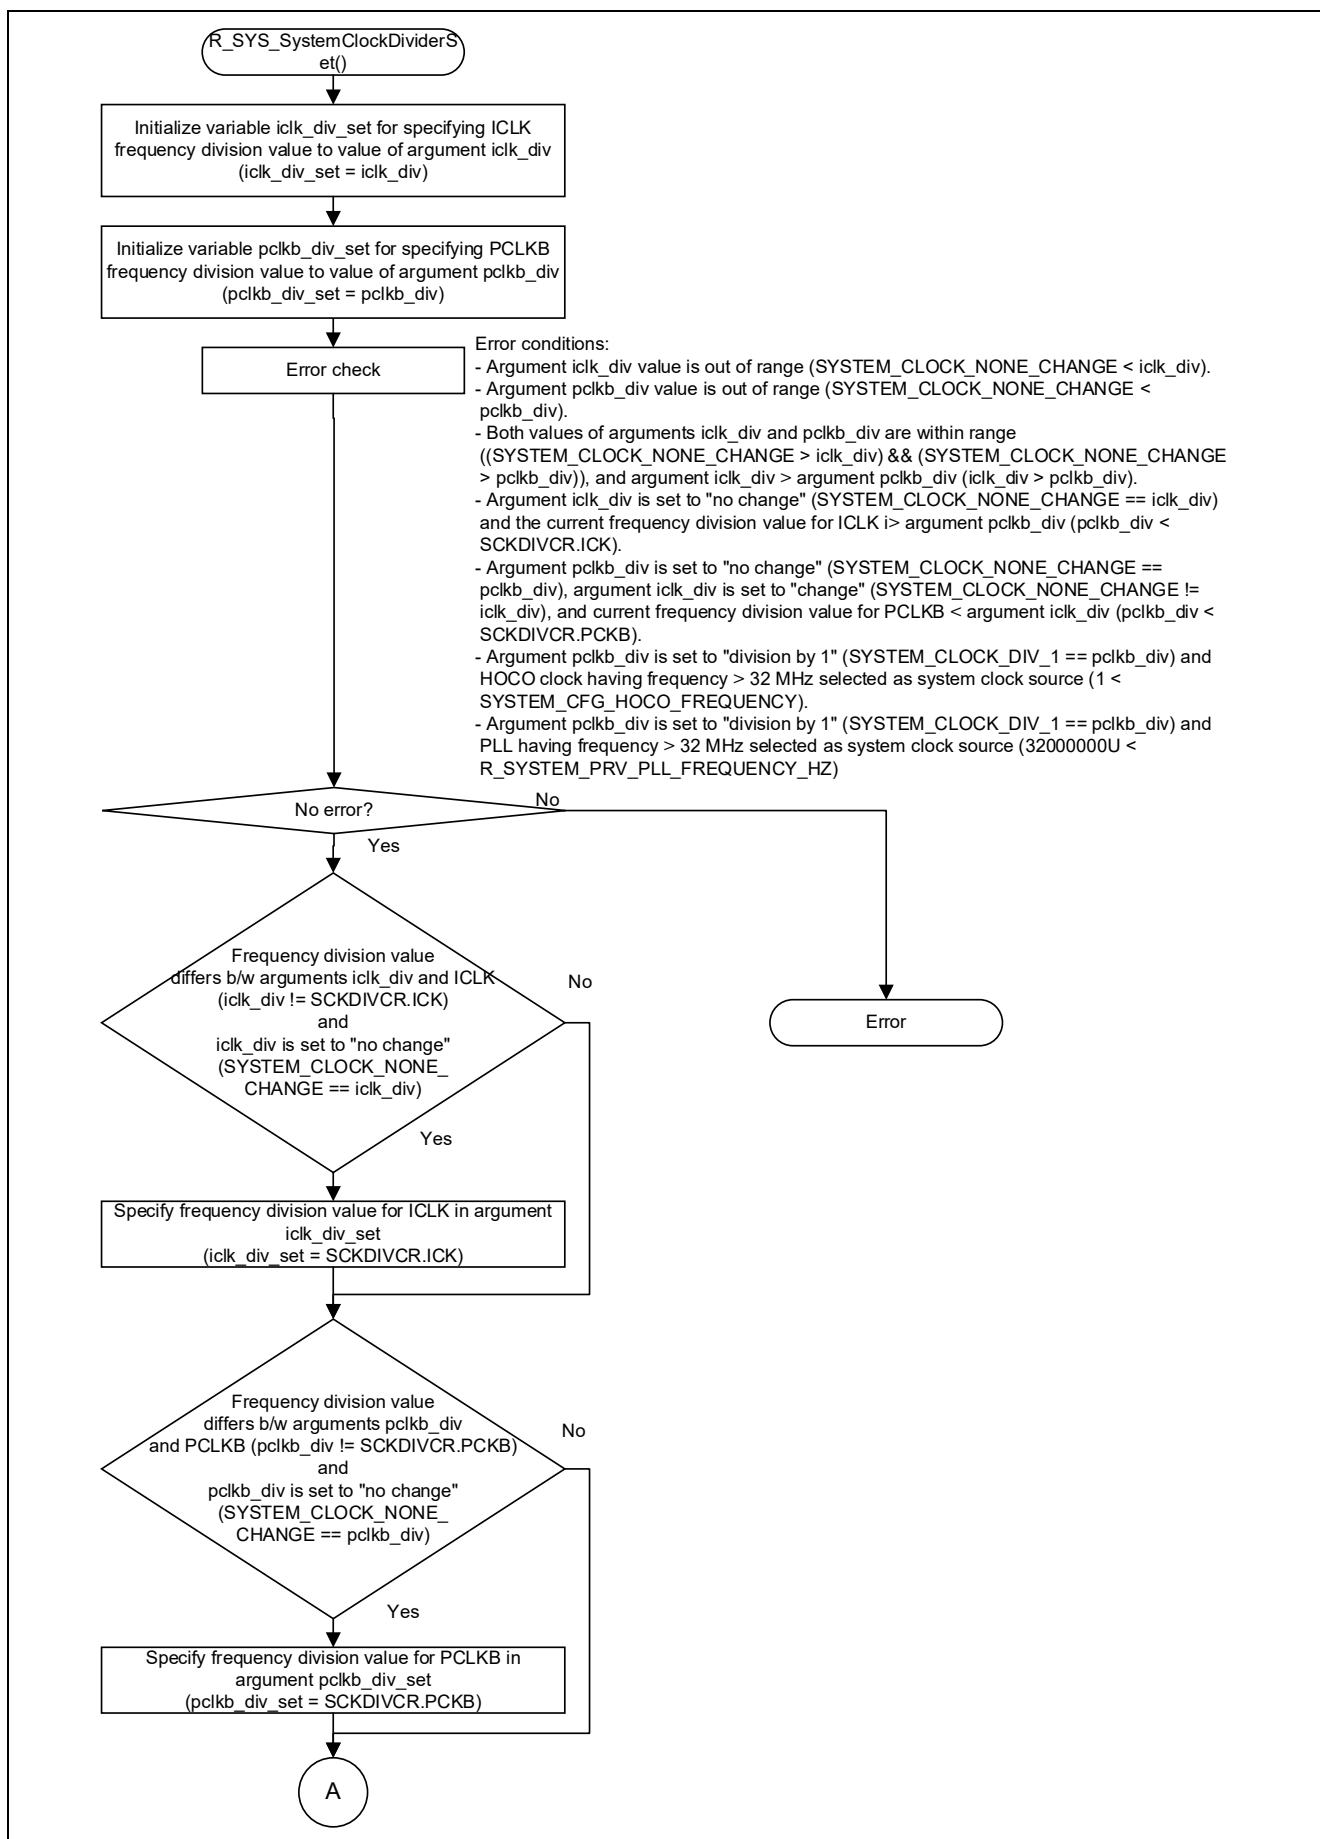 R_SYS_SystemClockDividerS
et()
Initialize variable iclk_div_set for specifying ICLK
frequency division value to value of argument iclk_div
(iclk_div_set = iclk_div)
Initialize variable pclkb_div_set for specifying PCLKB
frequency division value to value of argument pclkb_div
(pclkb_div_set = pclkb_div)
Error check
Error conditions:
- Argument iclk_div value is out of range (SYSTEM_CLOCK_NONE_CHANGE < iclk_div).
- Argument pclkb_div value is out of range (SYSTEM_CLOCK_NONE_CHANGE <
pclkb_div).
- Both values of arguments iclk_div and pclkb_div are within range
((SYSTEM_CLOCK_NONE_CHANGE > iclk_div) && (SYSTEM_CLOCK_NONE_CHANGE
> pclkb_div)), and argument iclk_div > argument pclkb_div (iclk_div > pclkb_div).
- Argument iclk_div is set to "no change" (SYSTEM_CLOCK_NONE_CHANGE == iclk_div)
and the current frequency division value for ICLK i> argument pclkb_div (pclkb_div <
SCKDIVCR.ICK).
- Argument pclkb_div is set to "no change" (SYSTEM_CLOCK_NONE_CHANGE ==
pclkb_div), argument iclk_div is set to "change" (SYSTEM_CLOCK_NONE_CHANGE !=
iclk_div), and current frequency division value for PCLKB < argument iclk_div (pclkb_div <
SCKDIVCR.PCKB).
- Argument pclkb_div is set to "division by 1" (SYSTEM_CLOCK_DIV_1 == pclkb_div) and
HOCO clock having frequency > 32 MHz selected as system clock source (1 <
SYSTEM_CFG_HOCO_FREQUENCY).
- Argument pclkb_div is set to "division by 1" (SYSTEM_CLOCK_DIV_1 == pclkb_div) and
PLL having frequency > 32 MHz selected as system clock source (32000000U <
R_SYSTEM_PRV_PLL_FREQUENCY_HZ)
No error?
No
Yes
Frequency division value
differs b/w arguments iclk_div and ICLK
(iclk_div != SCKDIVCR.ICK)
and
iclk_div is set to "no change"
(SYSTEM_CLOCK_NONE_
CHANGE == iclk_div)
No
Error
Yes
Specify frequency division value for ICLK in argument
iclk_div_set
(iclk_div_set = SCKDIVCR.ICK)
Frequency division value
differs b/w arguments pclkb_div
and PCLKB (pclkb_div != SCKDIVCR.PCKB)
and
pclkb_div is set to "no change"
(SYSTEM_CLOCK_NONE_
CHANGE == pclkb_div)
No
Yes
Specify frequency division value for PCLKB in
argument pclkb_div_set
(pclkb_div_set = SCKDIVCR.PCKB)
A